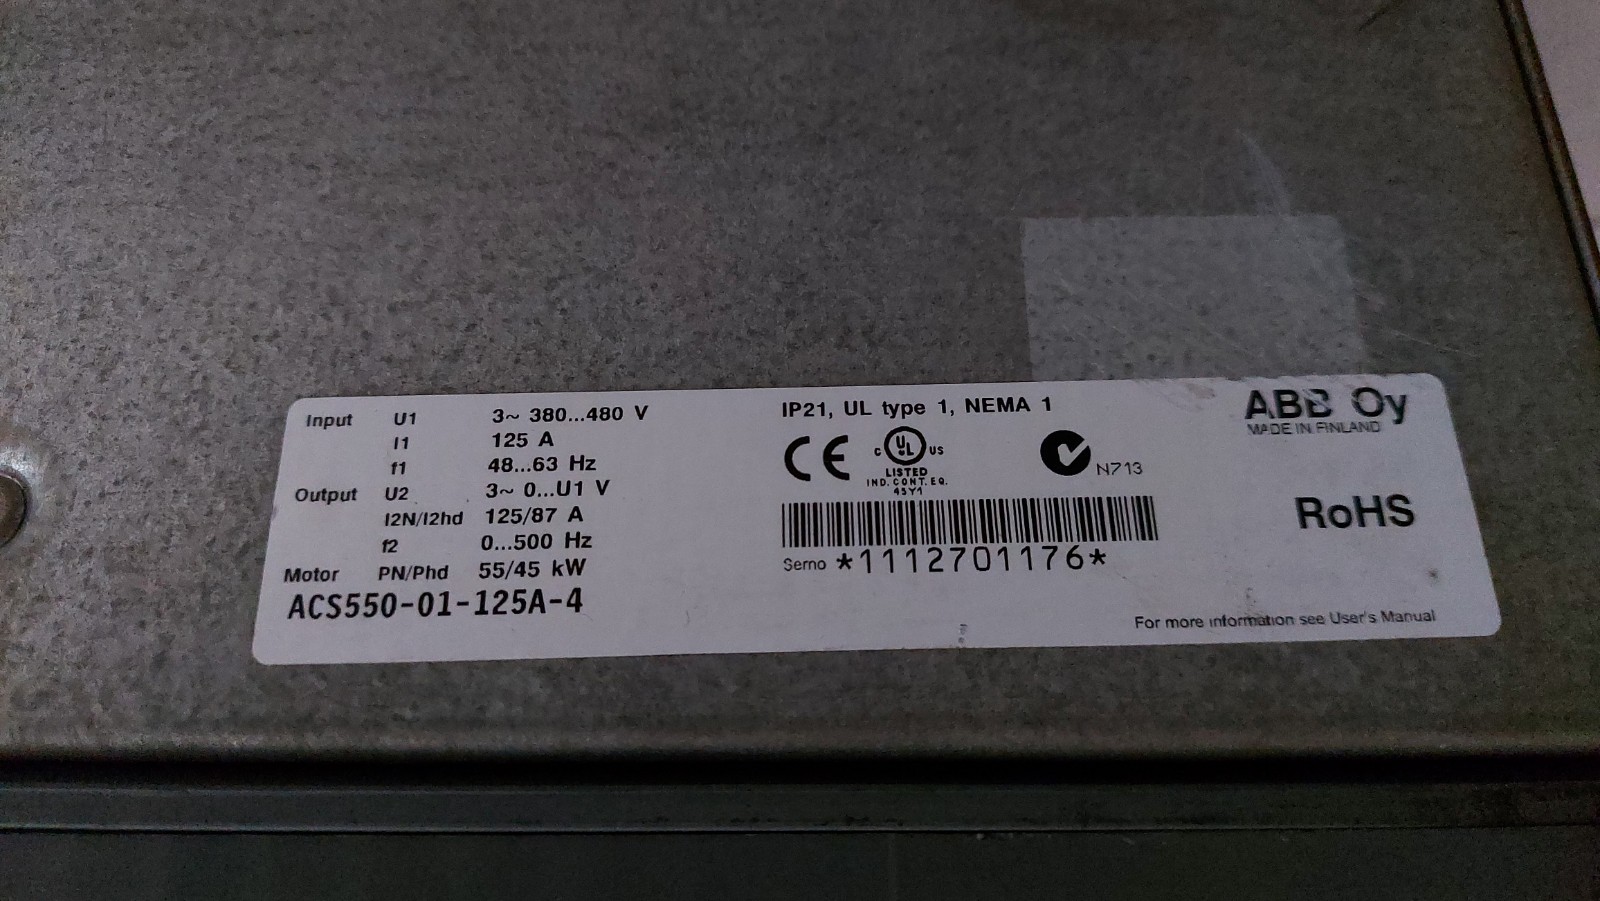 Input U1 3~ 380...480 V
I1 125 A
f1 48...63 Hz
Output U2 3~ 0...U1 V
I2N/I2hd 125/87 A
f2 0...500 Hz
Motor PN/Phd 55/45 kW
ACS550-01-125A-4
IP21, UL type 1, NEMA 1
CE
C UL US
LISTED
IND. CONT. EQ.
45Y1
N713
Serno *1112701176*
ABB Oy
MADE IN FINLAND
RoHS
For more information see User's Manual